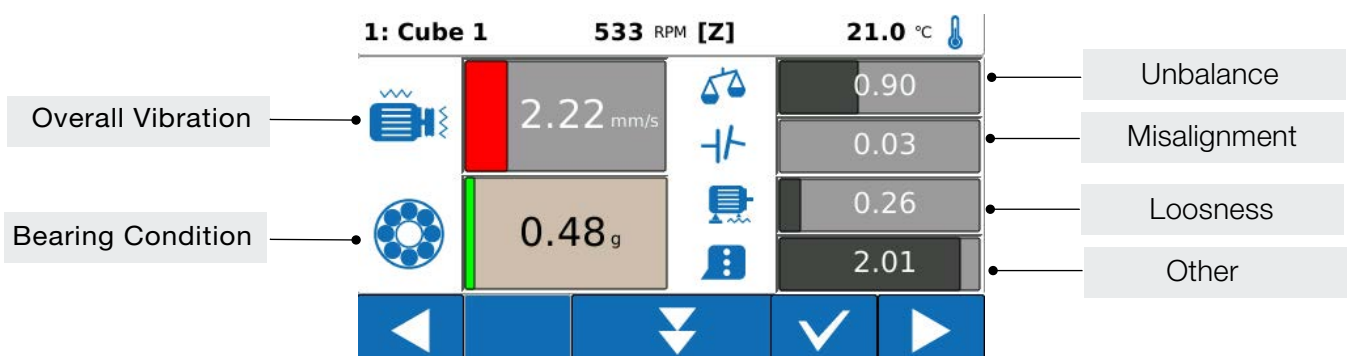 1: Cube 1 533 RPM [Z] 21.0 °C
Overall Vibration
2.22 mm/s
Bearing Condition
0.48 g
0.90
Unbalance
0.03
Misalignment
0.26
Loosness
2.01
Other